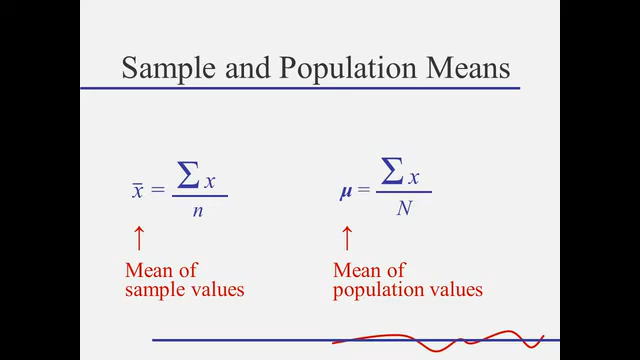 Sample and Population Means
x̄ = Σx / n
μ = Σx / N
↑ ↑
Mean of
sample values
Mean of
population values